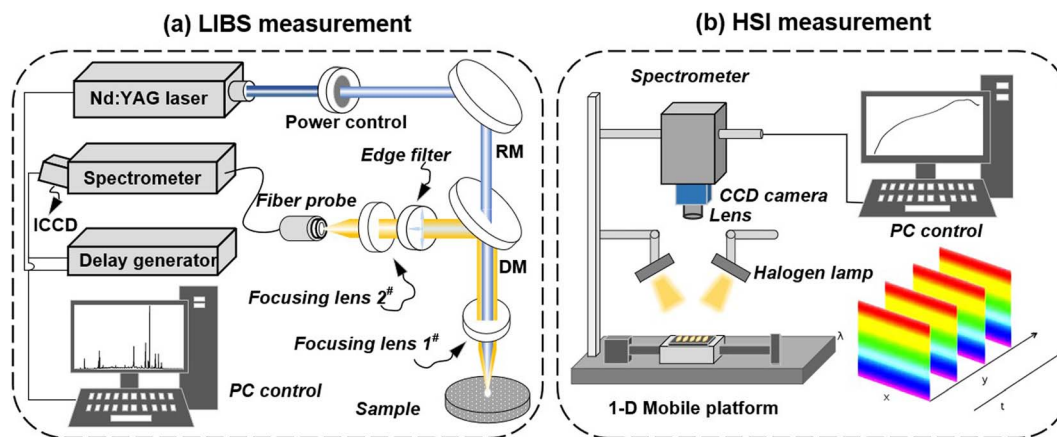 (a) LIBS measurement
Nd:YAG laser
Power control
RM
Edge filter
Spectrometer
Fiber probe
ICCD
DM
Delay generator
Focusing lens 2#
Focusing lens 1#
PC control
Sample
(b) HSI measurement
Spectrometer
CCD camera
Lens
PC control
Halogen lamp
λ
y
x
t
1-D Mobile platform